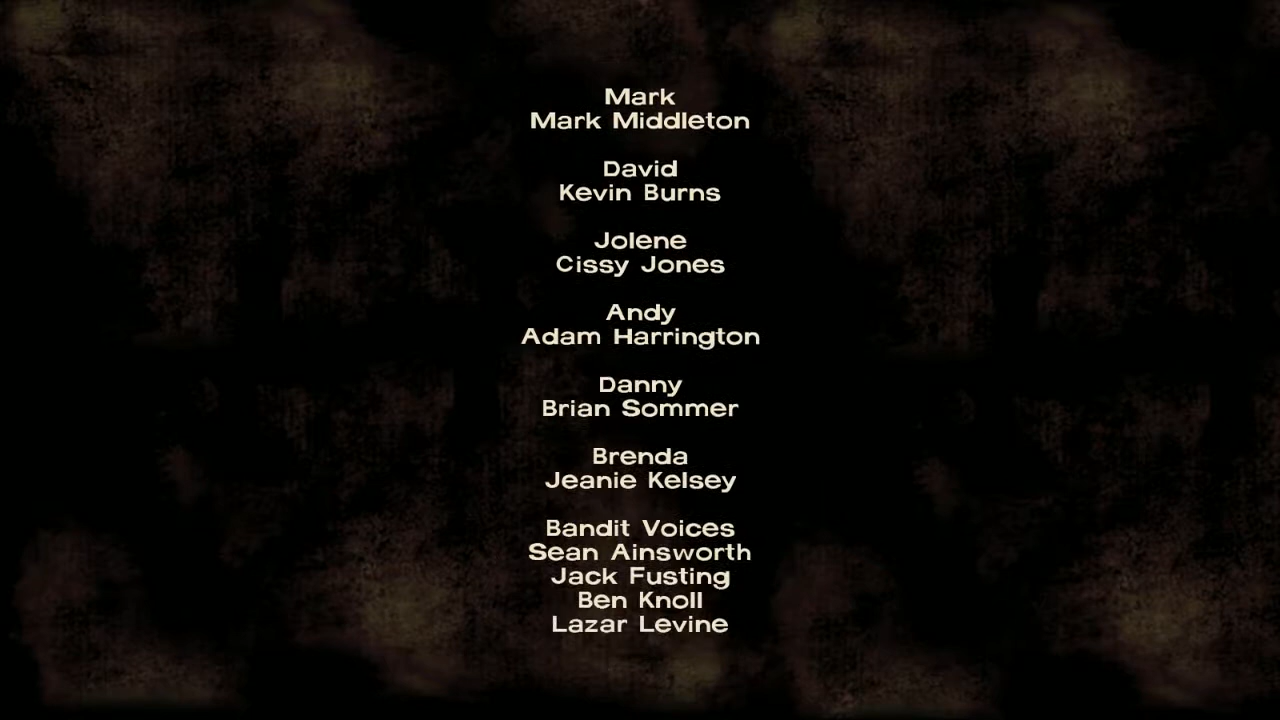 Mark
Mark Middleton
David
Kevin Burns
Jolene
Cissy Jones
Andy
Adam Harrington
Danny
Brian Sommer
Brenda
Jeanie Kelsey
Bandit Voices
Sean Ainsworth
Jack Fusting
Ben Knoll
Lazar Levine